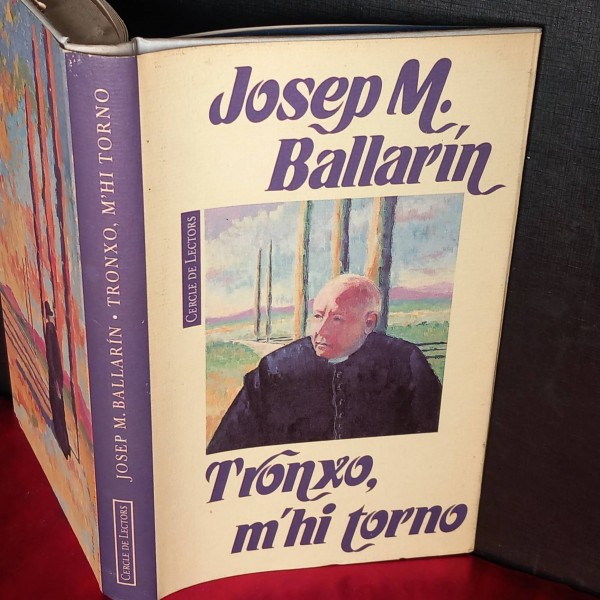 Josep M.
Ballarín
CERCLE DE LECTORS
Tronxo,
m'hi torno
JOSEP M. BALLARÍN • TRONXO, M'HI TORNO
CERCLE DE LECTORS